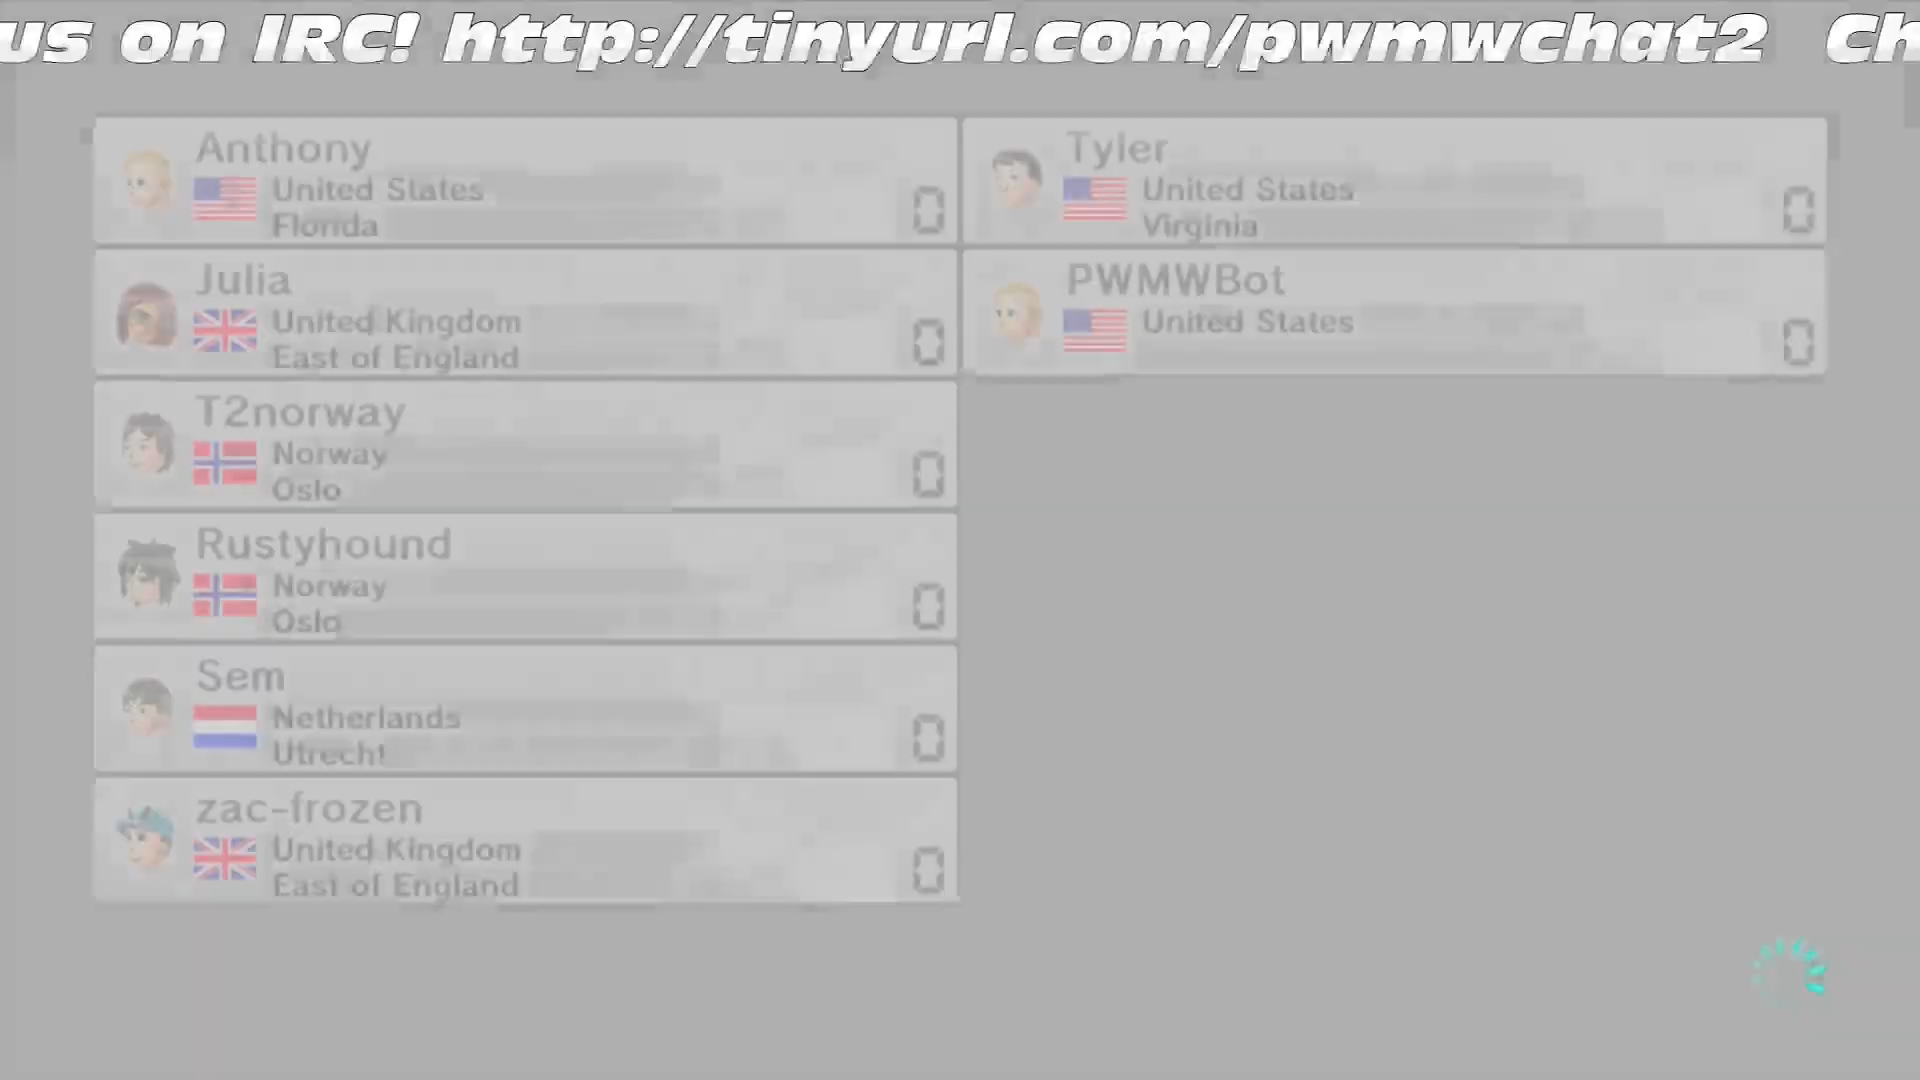 us on IRC! http://tinyurl.com/pwmwchat2 Ch
Anthony
United States
Florida
0
Julia
United Kingdom
East of England
0
T2norway
Norway
Oslo
0
Rustyhound
Norway
Oslo
0
Sem
Netherlands
Utrecht
0
zac-frozen
United Kingdom
East of England
0
Tyler
United States
Virginia
0
PWMWBot
United States
0